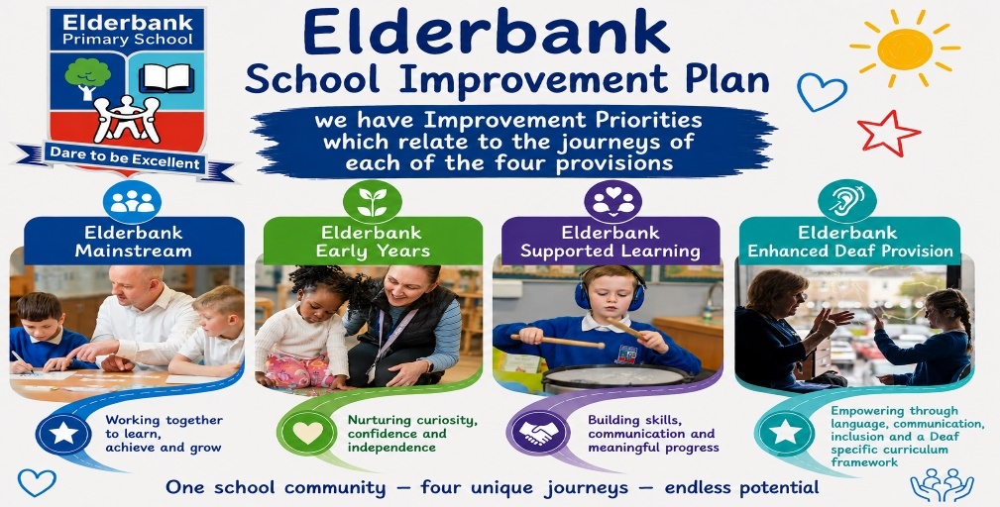 Elderbank
Primary School
Dare to be Excellent
Elderbank
School Improvement Plan
we have Improvement Priorities
which relate to the journeys of
each of the four provisions
Elderbank
Mainstream
Elderbank
Early Years
Elderbank
Supported Learning
Elderbank
Enhanced Deaf Provision
Working together
to learn,
achieve and grow
Nurturing curiosity,
confidence and
independence
Building skills,
communication and
meaningful progress
Empowering through
language, communication,
inclusion and a Deaf
specific curriculum
framework
One school community – four unique journeys – endless potential